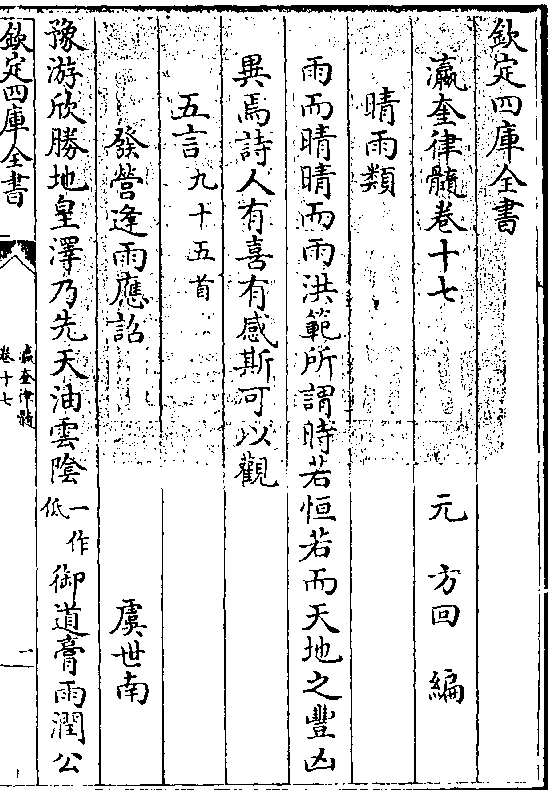 欽定四庫全書
瀛奎律髓卷十七
元 方回 編
晴雨類
雨而晴晴而雨洪範所謂時若恒若而天地之豐凶
異焉詩人有喜有感斯可以觀
五言九十五首
發營逢雨應詔 虞世南
豫游欣勝地皇澤乃先天油雲陰一作低御道膏雨潤公
欽定四庫全書
瀛奎律髓
卷十七
一